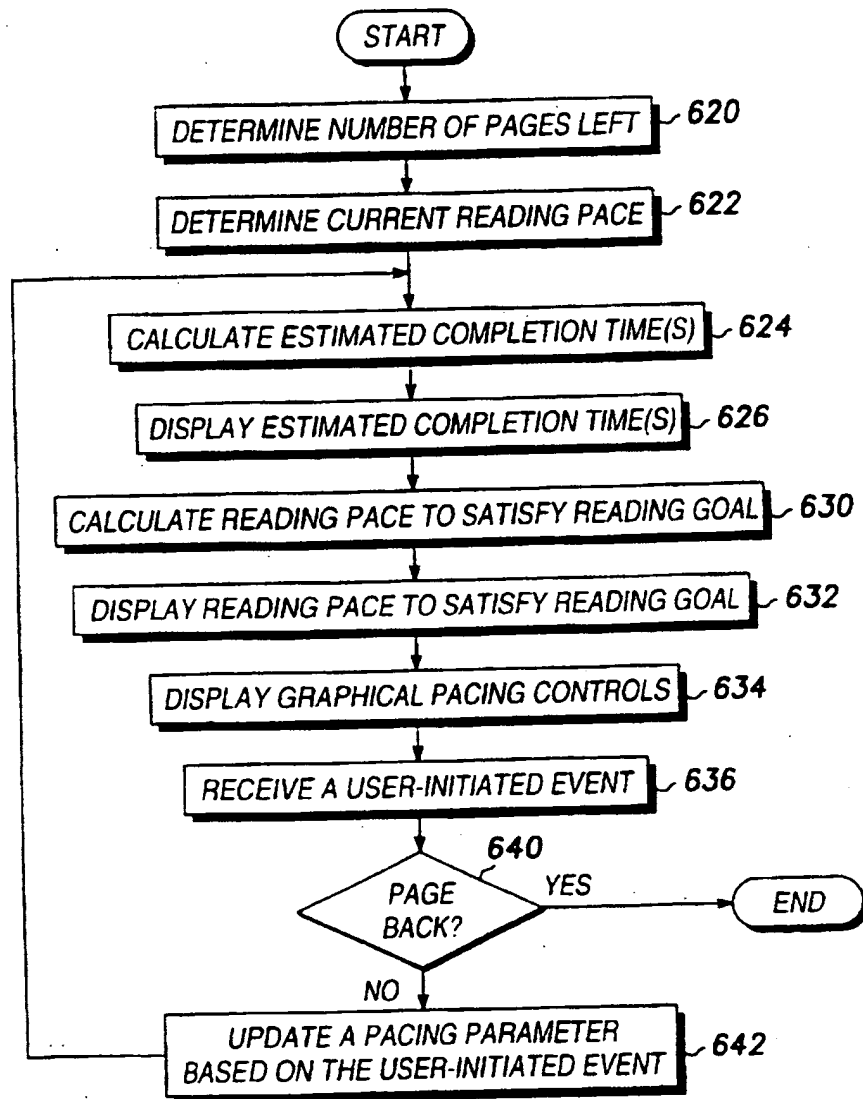 START
DETERMINE NUMBER OF PAGES LEFT 620
DETERMINE CURRENT READING PACE 622
CALCULATE ESTIMATED COMPLETION TIME(S) 624
DISPLAY ESTIMATED COMPLETION TIME(S) 626
CALCULATE READING PACE TO SATISFY READING GOAL 630
DISPLAY READING PACE TO SATISFY READING GOAL 632
DISPLAY GRAPHICAL PACING CONTROLS 634
RECEIVE A USER-INITIATED EVENT 636
640
PAGE
BACK?
YES
END
NO
UPDATE A PACING PARAMETER
BASED ON THE USER-INITIATED EVENT 642